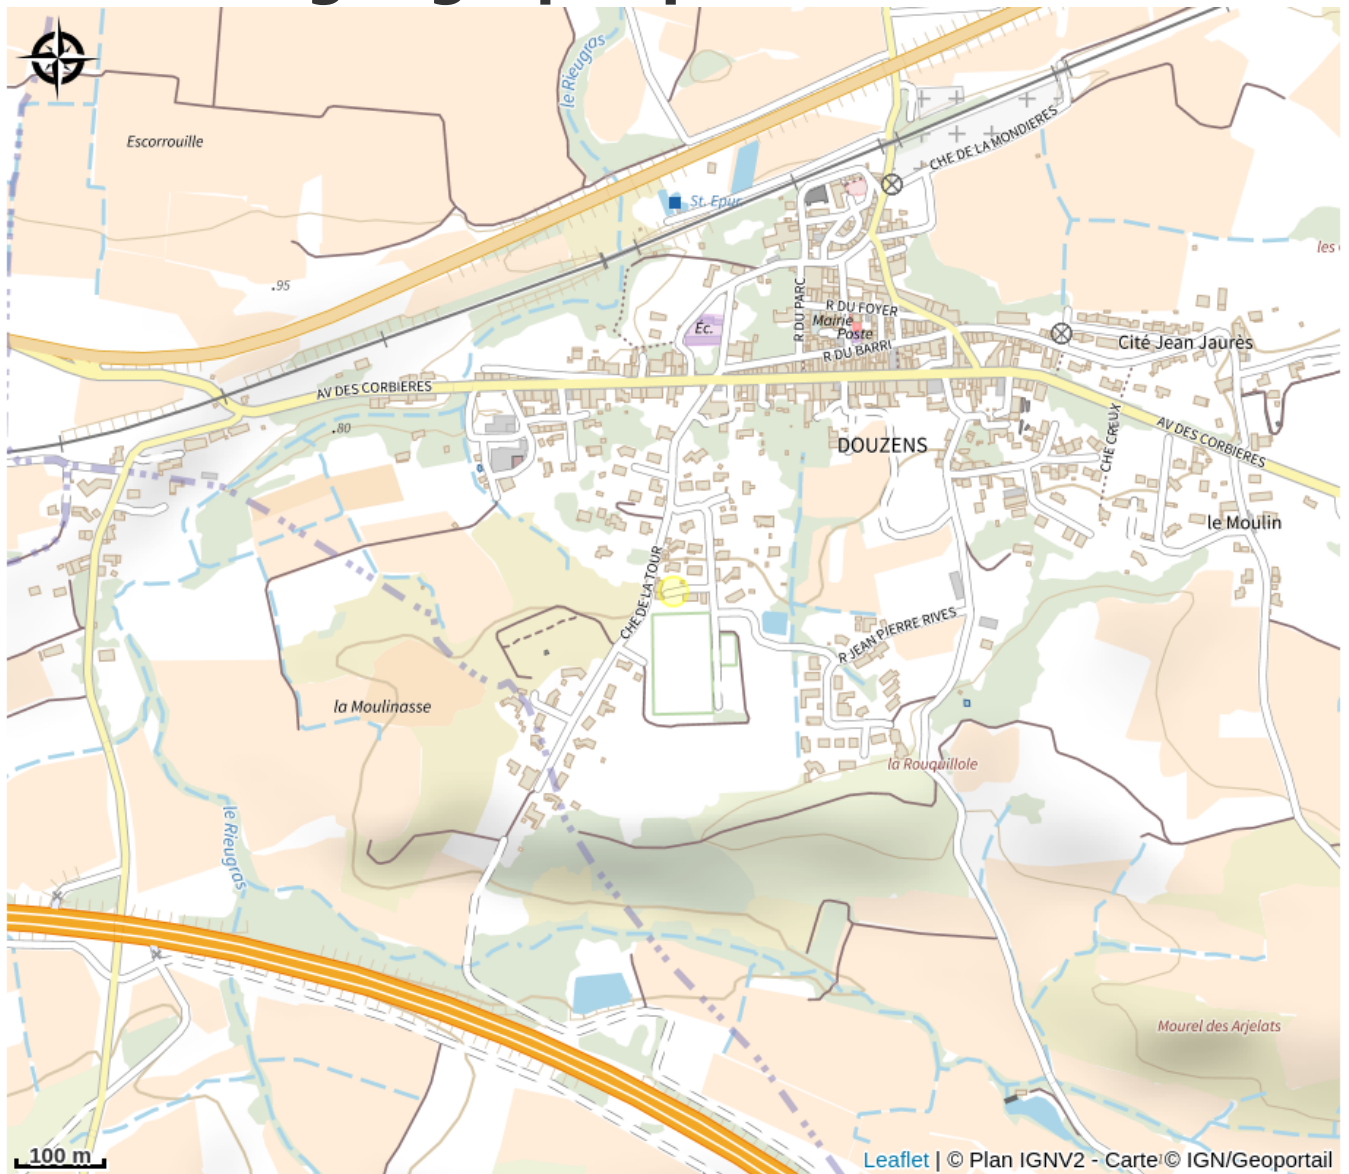 le Rieugras
Escorrouille
CHE DE LA MONDIERES
St. Epur.
les
.95
R DU PARC
R DU FOYER
Mairie
Poste
Éc.
R DU BARRI
Cité Jean Jaurès
AV DES CORBIERES
.80
DOUZENS
CHE CREUX
AV DES CORBIERES
le Moulin
CHE DE LA TOUR
R JEAN PIERRE RIVES
la Moulinasse
la Rouquillole
le Rieugras
Mourel des Arjelats
100 m
Leaflet | © Plan IGNV2 - Carte © IGN/Geoportail